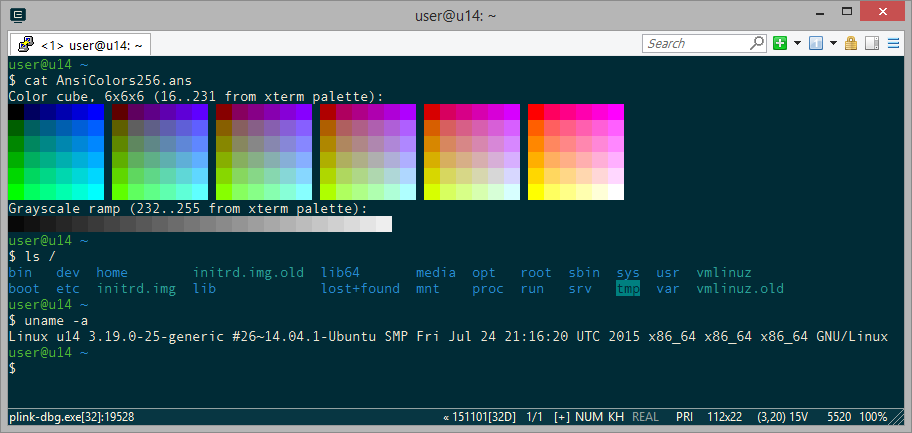 user@u14: ~
<1> user@u14: ~
Search
user@u14 ~
$ cat AnsiColors256.ans
Color cube, 6x6x6 (16..231 from xterm palette):
Grayscale ramp (232..255 from xterm palette):
user@u14 ~
$ ls /
bin dev home initrd.img.old lib64 media opt root sbin sys usr vmlinuz
boot etc initrd.img lib lost+found mnt proc run srv tmp var vmlinuz.old
user@u14 ~
$ uname -a
Linux u14 3.19.0-25-generic #26~14.04.1-Ubuntu SMP Fri Jul 24 21:16:20 UTC 2015 x86_64 x86_64 x86_64 GNU/Linux
user@u14 ~
$
plink-dbg.exe[32]:19528 « 151101[32D] 1/1 [+] NUM KH REAL PRI 112x22 (3,20) 15V 5520 100%